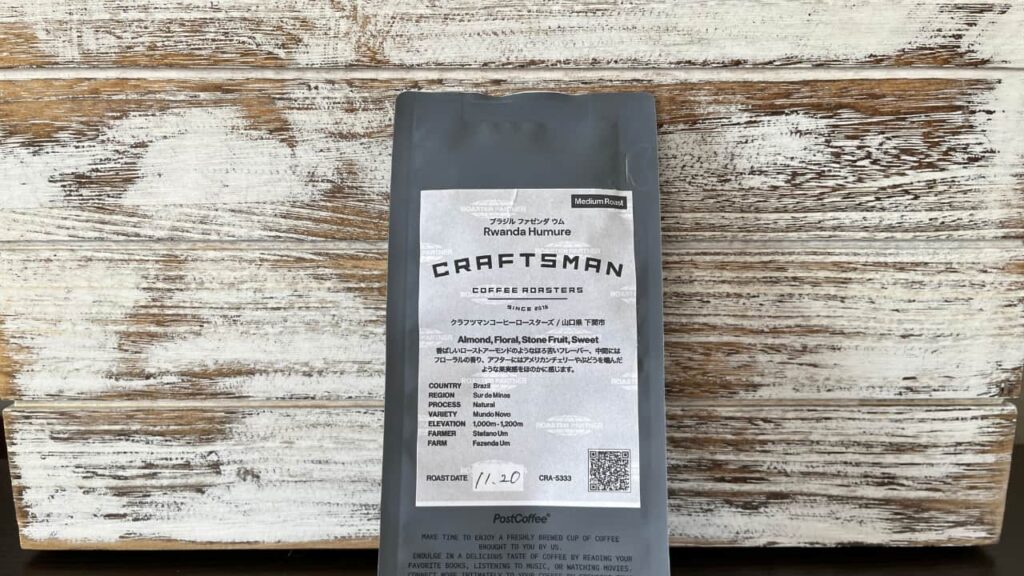 Medium Roast
ブラジル ファゼンダ ウム
Rwanda Humure
CRAFTSMAN
COFFEE ROASTERS
SINCE 2015
クラフツマンコーヒーロースターズ / 山口県 下関市
Almond, Floral, Stone Fruit, Sweet
香ばしいローストアーモンドのようなほろ苦いフレーバー、中間には
フローラルの香り、アフターにはアメリカンチェリーやぶどうを噛んだ
ような果実感をほのかに感じます。
COUNTRY Brazil
REGION Sur de Minas
PROCESS Natural
VARIETY Mundo Novo
ELEVATION 1,000m - 1,200m
FARMER Stefano Um
FARM Fazenda Um
ROAST DATE 11.20 CRA-5333
PostCoffee®
MAKE TIME TO ENJOY A FRESHLY BREWED CUP OF COFFEE
BROUGHT TO YOU BY US.
INDULGE IN A DELICIOUS TASTE OF COFFEE BY READING YOUR
FAVORITE BOOKS, LISTENING TO MUSIC, OR WATCHING MOVIES.